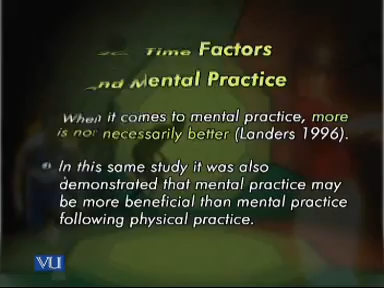 Time Factors
and Mental Practice
When it comes to mental practice, more
is not necessarily better (Landers 1996).
In this same study it was also
demonstrated that mental practice may
be more beneficial than mental practice
following physical practice.
VU